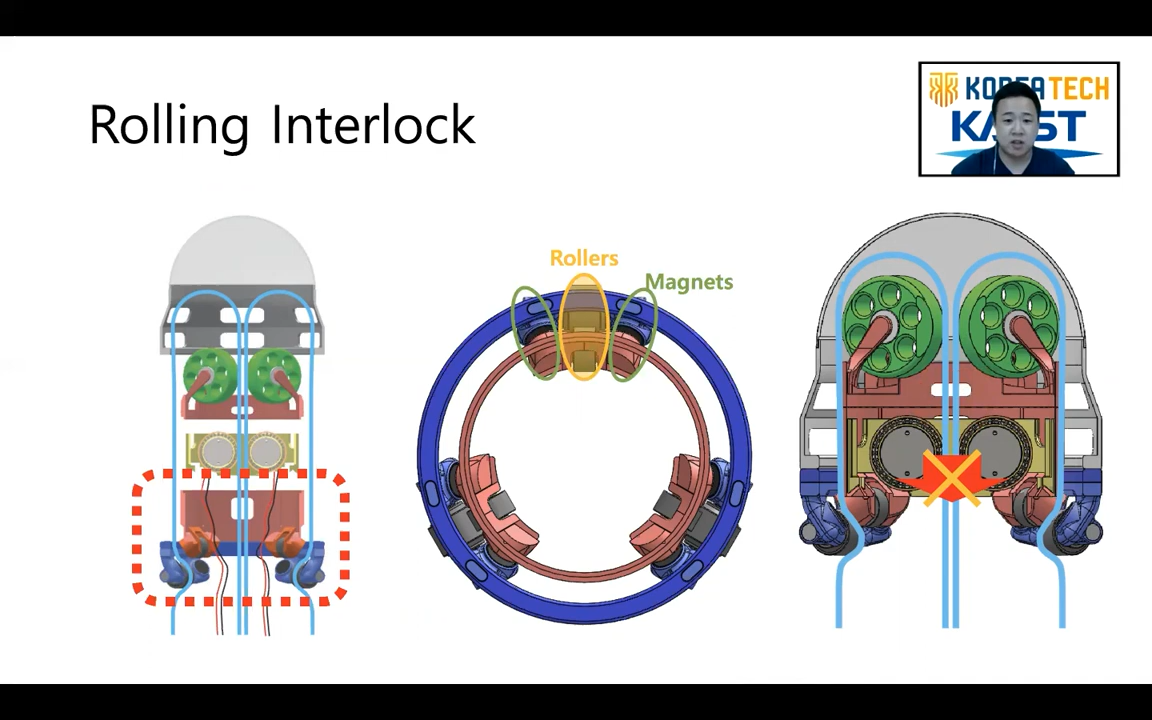 Rolling Interlock
KOREATECH
KAIST
Rollers
Magnets